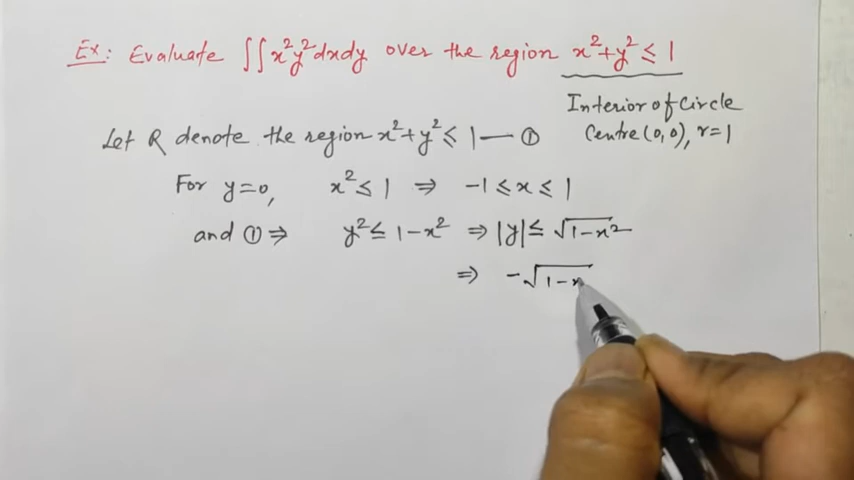 Ex: Evaluate ∬x²y²dxdy over the region x²+y² ≤ 1
Interior of Circle
Centre (0,0), r=1
Let R denote the region x²+y² ≤ 1 — ①
For y=0, x² ≤ 1 ⇒ -1 ≤ x ≤ 1
and ① ⇒ y² ≤ 1-x² ⇒ |y| ≤ √1-x²
⇒ -√1-x